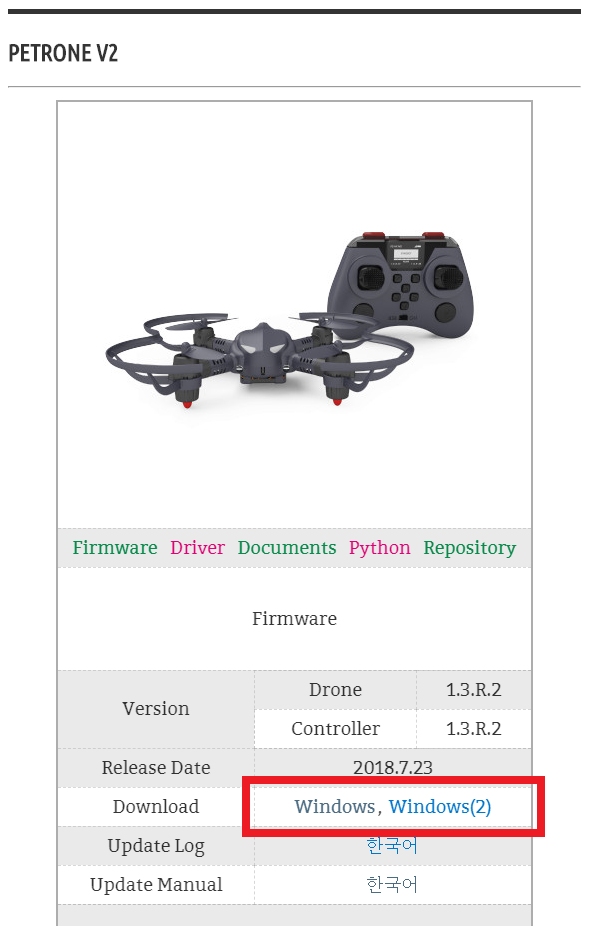 PETRONE V2
Firmware Driver Documents Python Repository
Firmware
Version
Drone 1.3.R.2
Controller 1.3.R.2
Release Date 2018.7.23
Download Windows, Windows(2)
Update Log 한국어
Update Manual 한국어